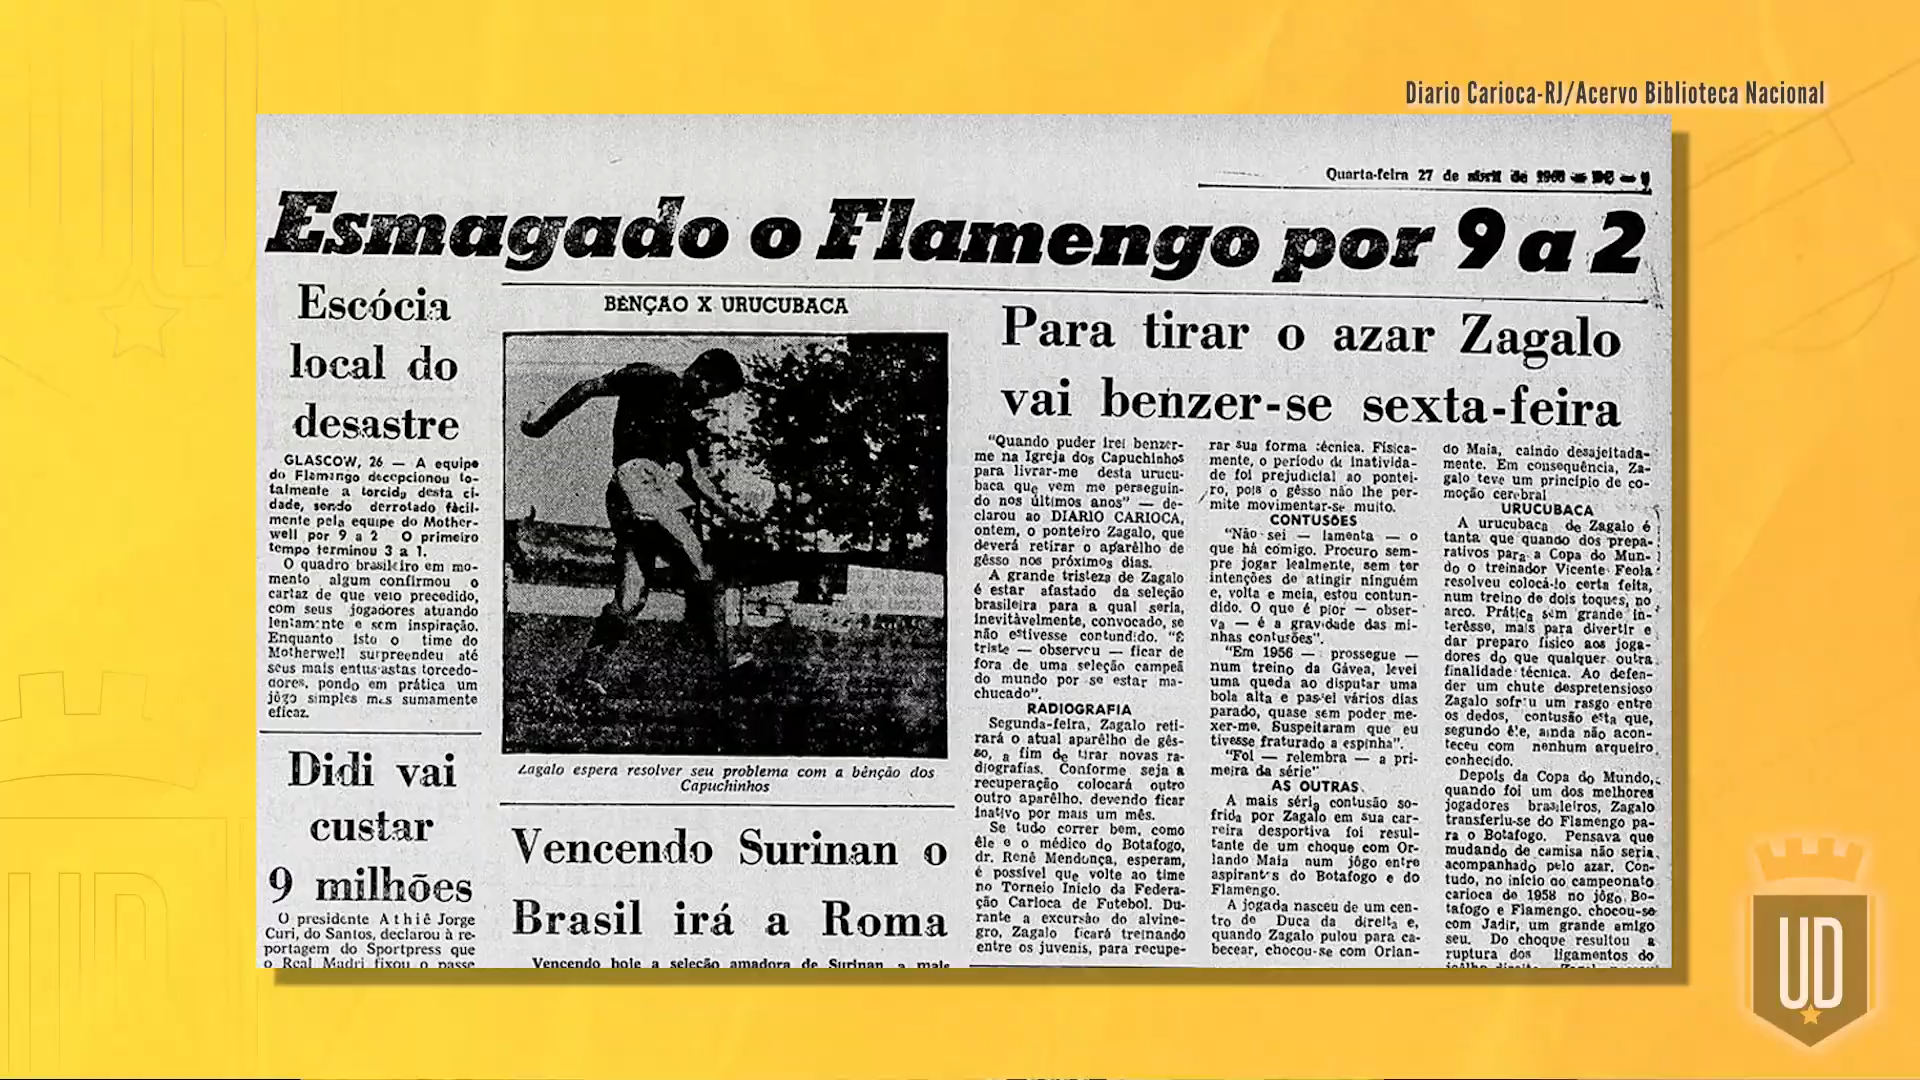 Diario Carioca-RJ/Acervo Biblioteca Nacional
Quarta-feira 27 de abril de 1960
Esmagado o Flamengo por 9 a 2
Escócia
local do
desastre
GLASCOW, 26 — A equipe
do Flamingo decepcionou to-
talmente a torcida desta ci-
dade, sendo derrotado fàcil-
mente pela equipe do Mother-
well por 9 a 2 O primeiro
tempo terminou 3 a 1.
O quadro brasileiro em mo-
mento algum confirmou o
cartaz de que veio precedido,
com seus jogadores atuando
lentamente e sem inspiração.
Enquanto isto o time do
Motherwell surpreendeu até
seus mais entusiastas torcedo-
dores, pondo em prática um
jôgo simples mas sumamente
eficaz.
Didi vai
custar
9 milhões
O presidente Athiê Jorge
Curi, do Santos, declarou à re-
portagem do Sportpress que
o Real Madri fixou o passe
BÊNÇÃO X URUCUBACA
Zagalo espera resolver seu problema com a bênção dos
Capuchinhos
Vencendo Surinan o
Brasil irá a Roma
Vencendo hoje a seleção amadora de Surinan, a mais
Para tirar o azar Zagalo
vai benzer-se sexta-feira
"Quando puder irei benzer-
me na Igreja dos Capuchinhos
para livrar-me desta urucu-
baca que vem me perseguin-
do nos últimos anos" — de-
clarou ao DIARIO CARIOCA,
ontem, o ponteiro Zagalo, que
deverá retirar o aparêlho de
gêsso nos próximos dias.
A grande tristeza de Zagalo
é estar afastado da seleção
brasileira para a qual seria,
inevitàvelmente, convocado, se
não estivesse contundido. "É
triste — observou — ficar de
fora de uma seleção campeã
do mundo por se estar ma-
chucado".
RADIOGRAFIA
Segunda-feira, Zagalo reti-
rará o atual aparêlho de gês-
so, a fim de tirar novas ra-
diografias. Conforme seja a
recuperação colocará outro
outro aparêlho, devendo ficar
inativo por mais um mês.
Se tudo correr bem, como
êle e o médico do Botafogo,
dr. Renê Mendonça, esperam,
é possível que volte ao time
no Torneio Início da Federa-
ção Carioca de Futebol. Du-
rante a excursão do alvine-
gro, Zagalo ficará treinando
entre os juvenis, para recupe-
rar sua forma técnica. Fisica-
mente, o período de inativida-
de foi prejudicial ao pontei-
ro, pois o gêsso não lhe per-
mite movimentar-se muito.
CONTUSÕES
"Não sei — lamenta — o
que há comigo. Procuro sem-
pre jogar lealmente, sem ter
intenções de atingir ninguém
e, volta e meia, estou contun-
dido. O que é pior — obser-
va — é a gravidade das mi-
nhas contusões".
"Em 1956 — prossegue —
num treino da Gávea, levei
uma queda ao disputar uma
bola alta e passei vários dias
parado, quase sem poder me-
xer-me. Suspeitaram que eu
tivesse fraturado a espinha".
"Foi — relembra — a pri-
meira da série"
AS OUTRAS
A mais séria contusão so-
frida por Zagalo em sua car-
reira desportiva foi resul-
tante de um choque com Or-
lando Maia num jôgo entre
aspirantes do Botafogo e do
Flamengo.
A jogada nasceu de um cen-
tro de Duca da direita e,
quando Zagalo pulou para ca-
becear, chocou-se com Orlan-
do Maia, caindo desajeitada-
mente. Em consequência, Za-
galo teve um princípio de co-
moção cerebral
URUCUBACA
A urucubaca de Zagalo é
tanta que quando dos prepa-
rativos para a Copa do Mun-
do o treinador Vicente Feola
resolveu colocá-lo certa feita,
num treino de dois toques, no
arco. Prática sem grande in-
terêsse, mais para divertir e
dar preparo físico aos joga-
dores do que qualquer outra
finalidade técnica. Ao defen-
der um chute despretensioso
Zagalo sofreu um rasgo entre
os dedos, contusão esta que,
segundo êle, ainda não acon-
teceu com nenhum arqueiro
conhecido.
Depois da Copa do Mundo,
quando foi um dos melhores
jogadores brasileiros, Zagalo
transferiu-se do Flamengo pa-
ra o Botafogo. Pensava que
mudando de camisa não seria
acompanhado pelo azar. Con-
tudo, no início ao campeonato
carioca de 1958 no jôgo, Bo-
tafogo e Flamengo, chocou-se
com Jadir, um grande amigo
seu. Do choque resultou a
ruptura dos ligamentos do
UD